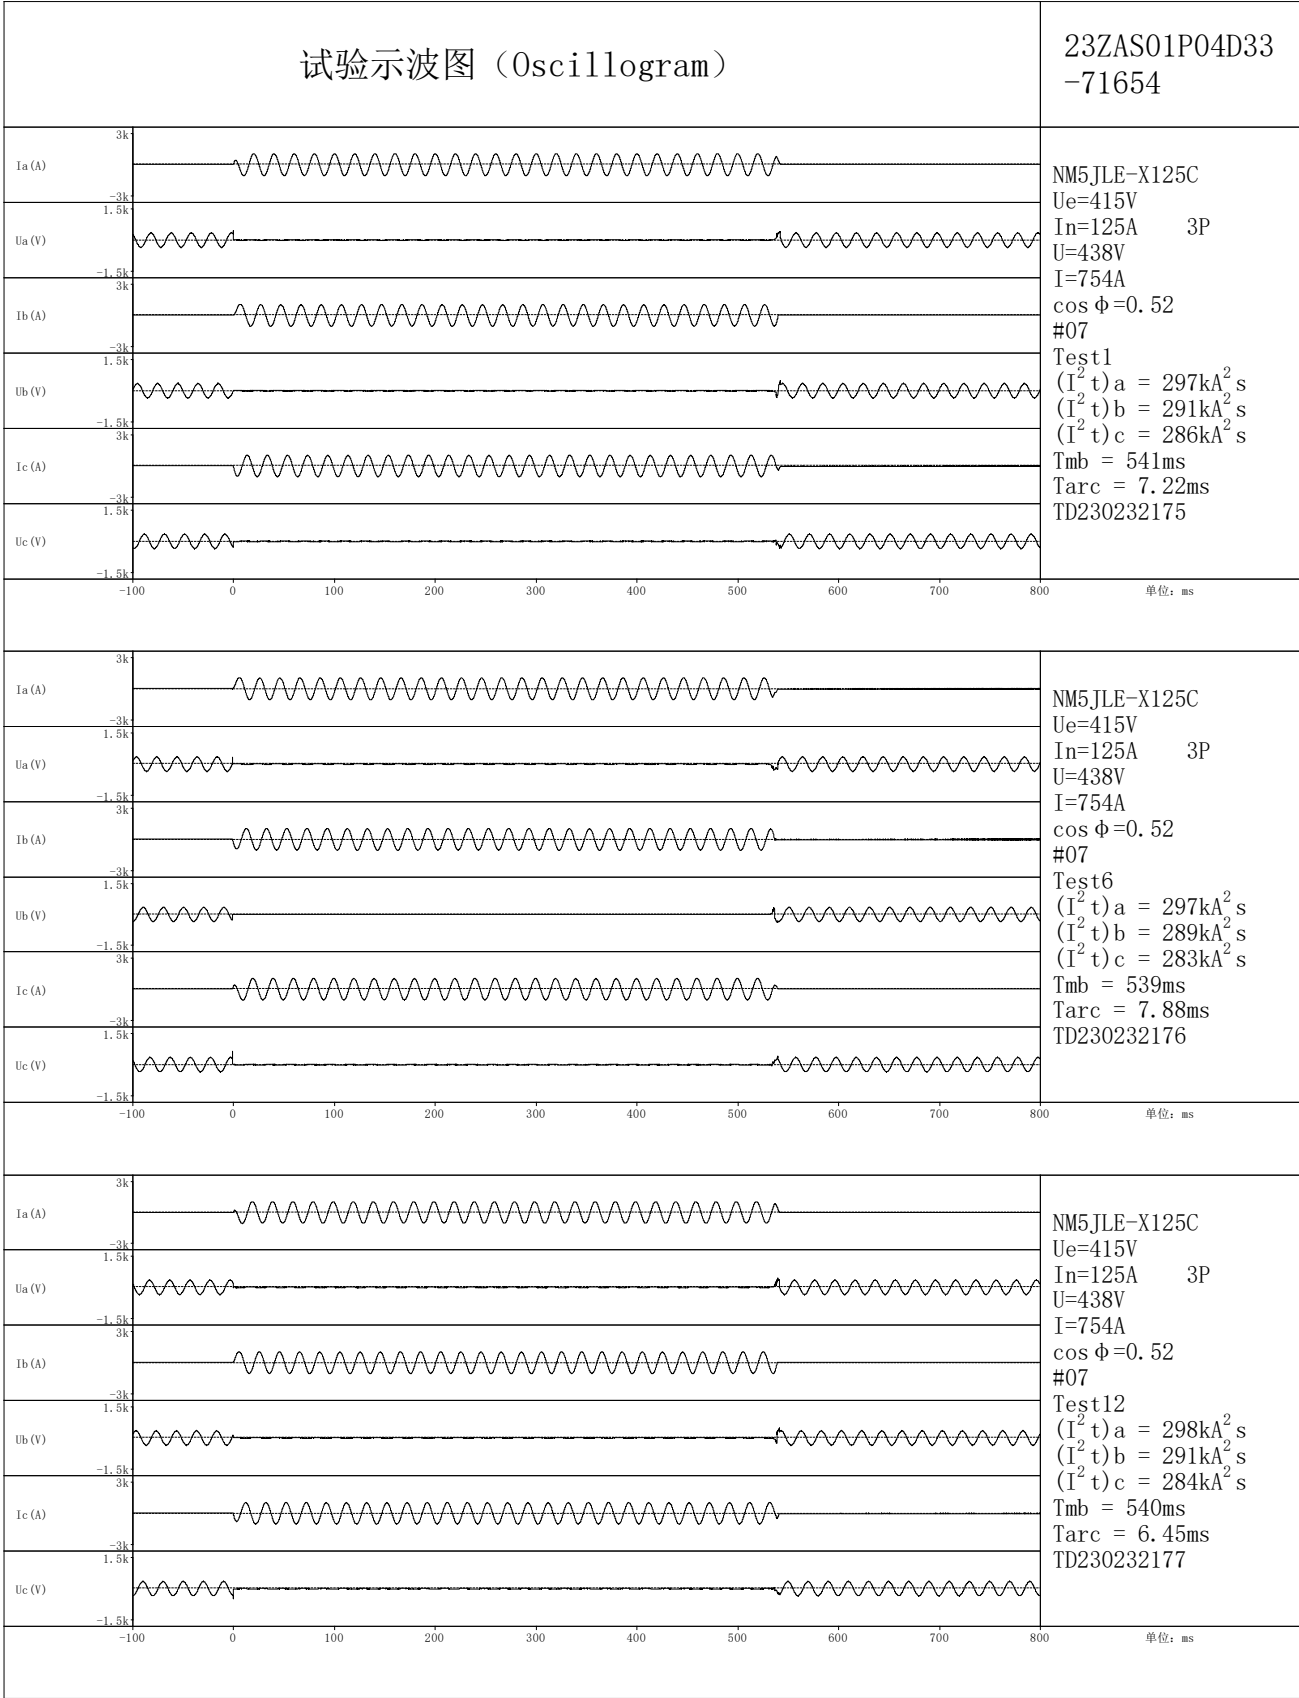 试验示波图（Oscillogram）
23ZAS01P04D33
-71654
3k
Ia(A)
-3k
1.5k
Ua(V)
-1.5k
3k
Ib(A)
-3k
1.5k
Ub(V)
-1.5k
3k
Ic(A)
-3k
1.5k
Uc(V)
-1.5k
-100 0 100 200 300 400 500 600 700 800 单位: ms
NM5JLE-X125C
Ue=415V
In=125A 3P
U=438V
I=754A
cosφ=0.52
#07
Test1
(I²t)a = 297kA²s
(I²t)b = 291kA²s
(I²t)c = 286kA²s
Tmb = 541ms
Tarc = 7.22ms
TD230232175
3k
Ia(A)
-3k
1.5k
Ua(V)
-1.5k
3k
Ib(A)
-3k
1.5k
Ub(V)
-1.5k
3k
Ic(A)
-3k
1.5k
Uc(V)
-1.5k
-100 0 100 200 300 400 500 600 700 800 单位: ms
NM5JLE-X125C
Ue=415V
In=125A 3P
U=438V
I=754A
cosφ=0.52
#07
Test6
(I²t)a = 297kA²s
(I²t)b = 289kA²s
(I²t)c = 283kA²s
Tmb = 539ms
Tarc = 7.88ms
TD230232176
3k
Ia(A)
-3k
1.5k
Ua(V)
-1.5k
3k
Ib(A)
-3k
1.5k
Ub(V)
-1.5k
3k
Ic(A)
-3k
1.5k
Uc(V)
-1.5k
-100 0 100 200 300 400 500 600 700 800 单位: ms
NM5JLE-X125C
Ue=415V
In=125A 3P
U=438V
I=754A
cosφ=0.52
#07
Test12
(I²t)a = 298kA²s
(I²t)b = 291kA²s
(I²t)c = 284kA²s
Tmb = 540ms
Tarc = 6.45ms
TD230232177